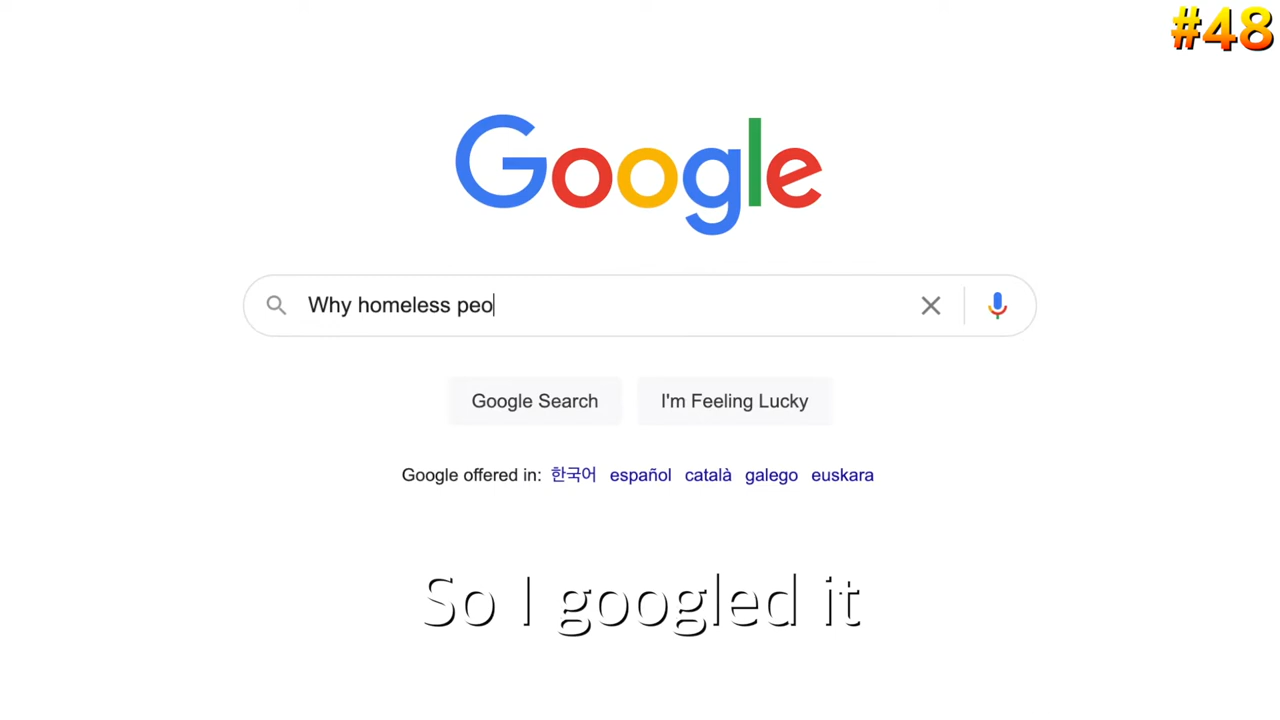 #48
Google
Why homeless peo
Google Search
I'm Feeling Lucky
Google offered in: 한국어 español català galego euskara
So I googled it